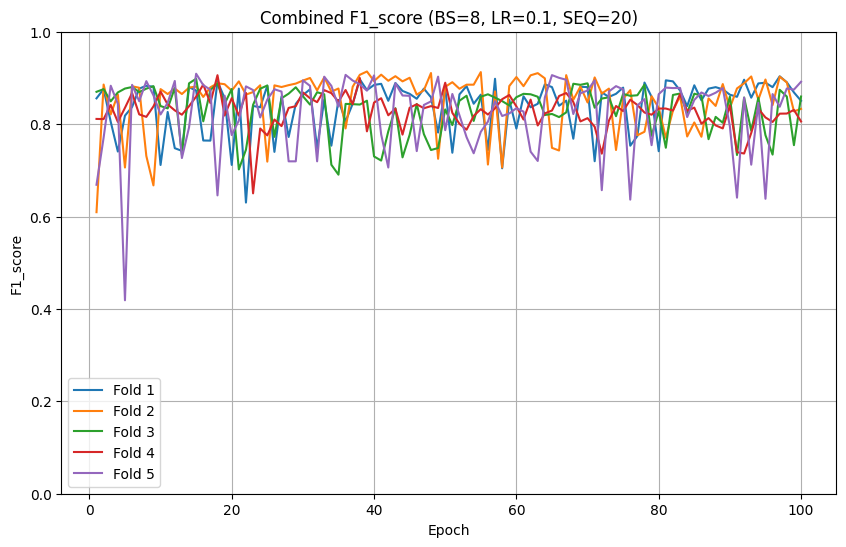 Combined F1_score (BS=8, LR=0.1, SEQ=20)
1.0
0.8
0.6
0.4
0.2
0.0
F1_score
Fold 1
Fold 2
Fold 3
Fold 4
Fold 5
0 20 40 60 80 100
Epoch